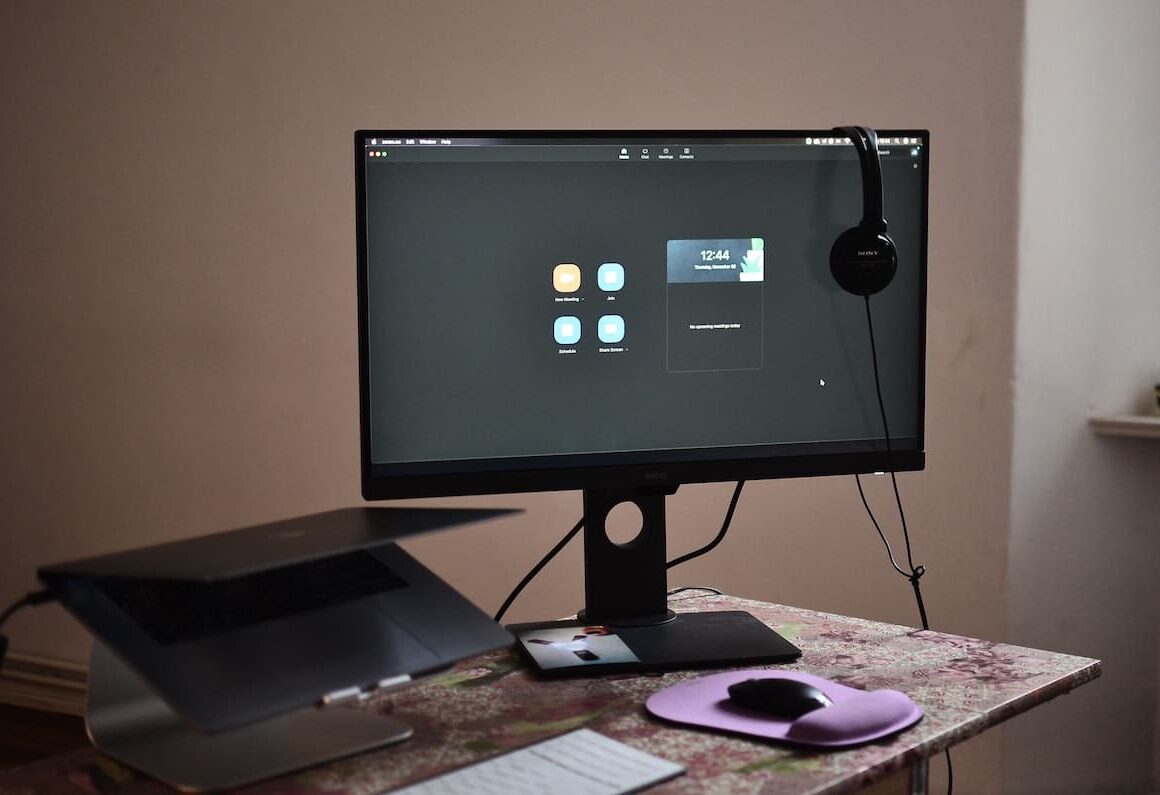 zoom.us Edit Window Help
Home Chat Meetings Contacts
Search
12:44
Thursday, November
New Meeting
Join
Schedule
Share Screen
No upcoming meetings today
SONY
BenQ